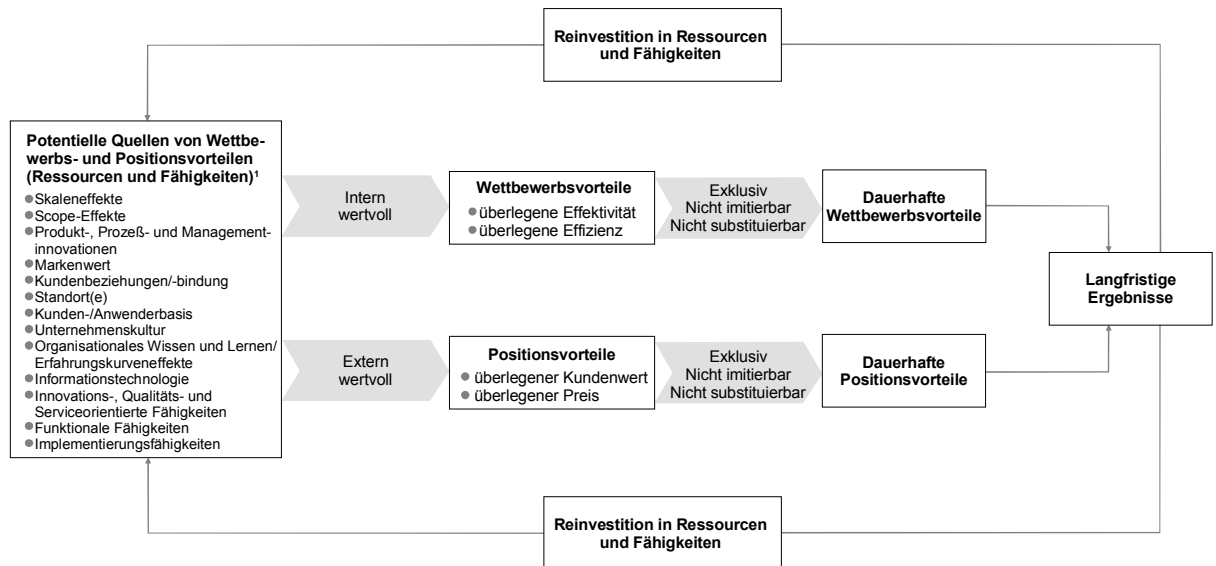 Reinvestition in Ressourcen
und Fähigkeiten
Potentielle Quellen von Wettbe-
werbs- und Positionsvorteilen
(Ressourcen und Fähigkeiten)¹
●Skaleneffekte
●Scope-Effekte
●Produkt-, Prozeß- und Management-
innovationen
●Markenwert
●Kundenbeziehungen/-bindung
●Standort(e)
●Kunden-/Anwenderbasis
●Unternehmenskultur
●Organisationales Wissen und Lernen/
Erfahrungskurveneffekte
●Informationstechnologie
●Innovations-, Qualitäts- und
Serviceorientierte Fähigkeiten
●Funktionale Fähigkeiten
●Implementierungsfähigkeiten
Intern
wertvoll
Wettbewerbsvorteile
● überlegene Effektivität
● überlegene Effizienz
Exklusiv
Nicht imitierbar
Nicht substituierbar
Dauerhafte
Wettbewerbsvorteile
Extern
wertvoll
Positionsvorteile
● überlegener Kundenwert
● überlegener Preis
Exklusiv
Nicht imitierbar
Nicht substituierbar
Dauerhafte
Positionsvorteile
Langfristige
Ergebnisse
Reinvestition in Ressourcen
und Fähigkeiten